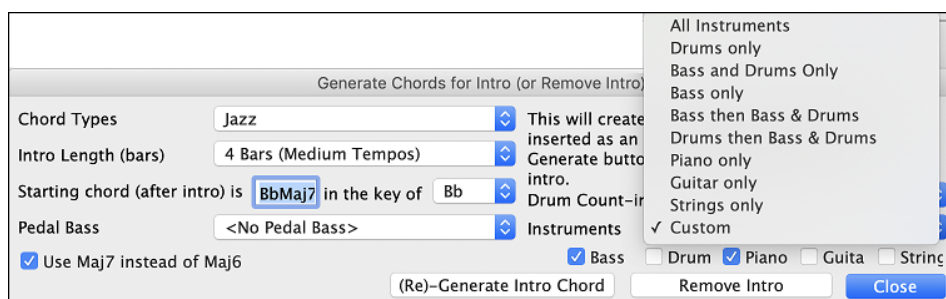 All Instruments
Drums only
Bass and Drums Only
Bass only
Bass then Bass & Drums
Drums then Bass & Drums
Piano only
Guitar only
Strings only
✓ Custom
Generate Chords for Intro (or Remove Intro)
Chord Types Jazz
Intro Length (bars) 4 Bars (Medium Tempos)
Starting chord (after intro) is BbMaj7 in the key of Bb
Pedal Bass <No Pedal Bass>
Use Maj7 instead of Maj6
This will create
inserted as an
Generate butto
intro.
Drum Count-in
Instruments
Bass Drum Piano Guita String
(Re)-Generate Intro Chord Remove Intro Close